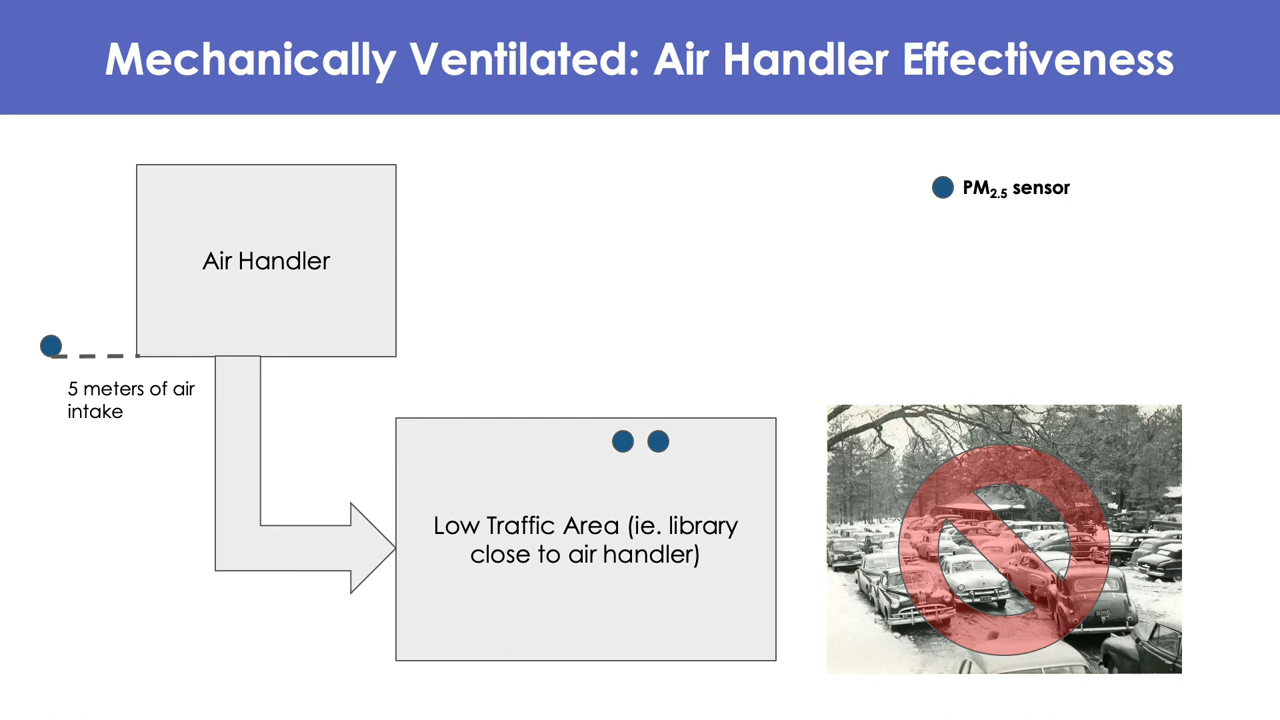 Mechanically Ventilated: Air Handler Effectiveness
PM2.5 sensor
Air Handler
5 meters of air
intake
Low Traffic Area (ie. library
close to air handler)